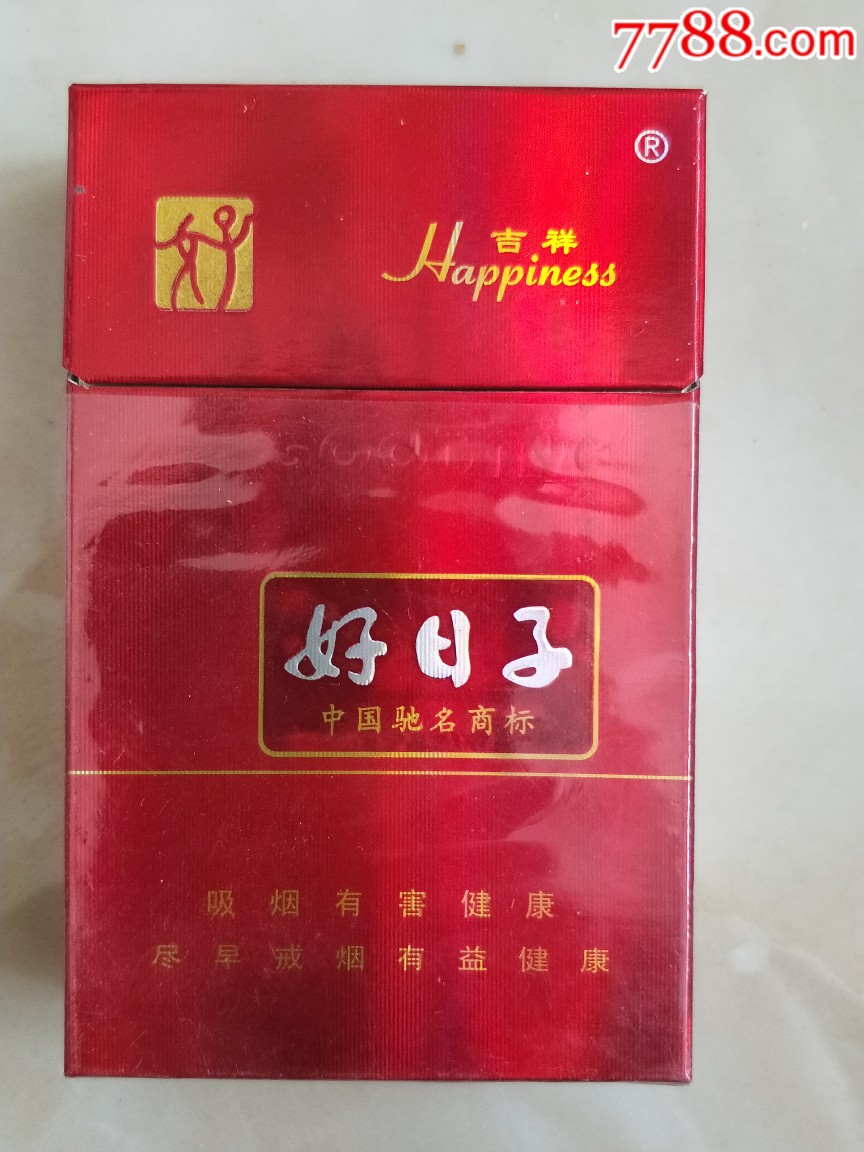 7788.com
®
吉祥
Happiness
好日子
中国驰名商标
吸烟有害健康
尽早戒烟有益健康